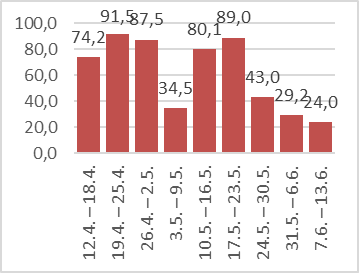 100,0
80,0
60,0
40,0
20,0
0,0
74,2
91,5
87,5
34,5
80,1
89,0
43,0
29,2
24,0
12.4. – 18.4.
19.4. – 25.4.
26.4. – 2.5.
3.5. – 9.5.
10.5. – 16.5.
17.5. – 23.5.
24.5. – 30.5.
31.5. – 6.6.
7.6. – 13.6.